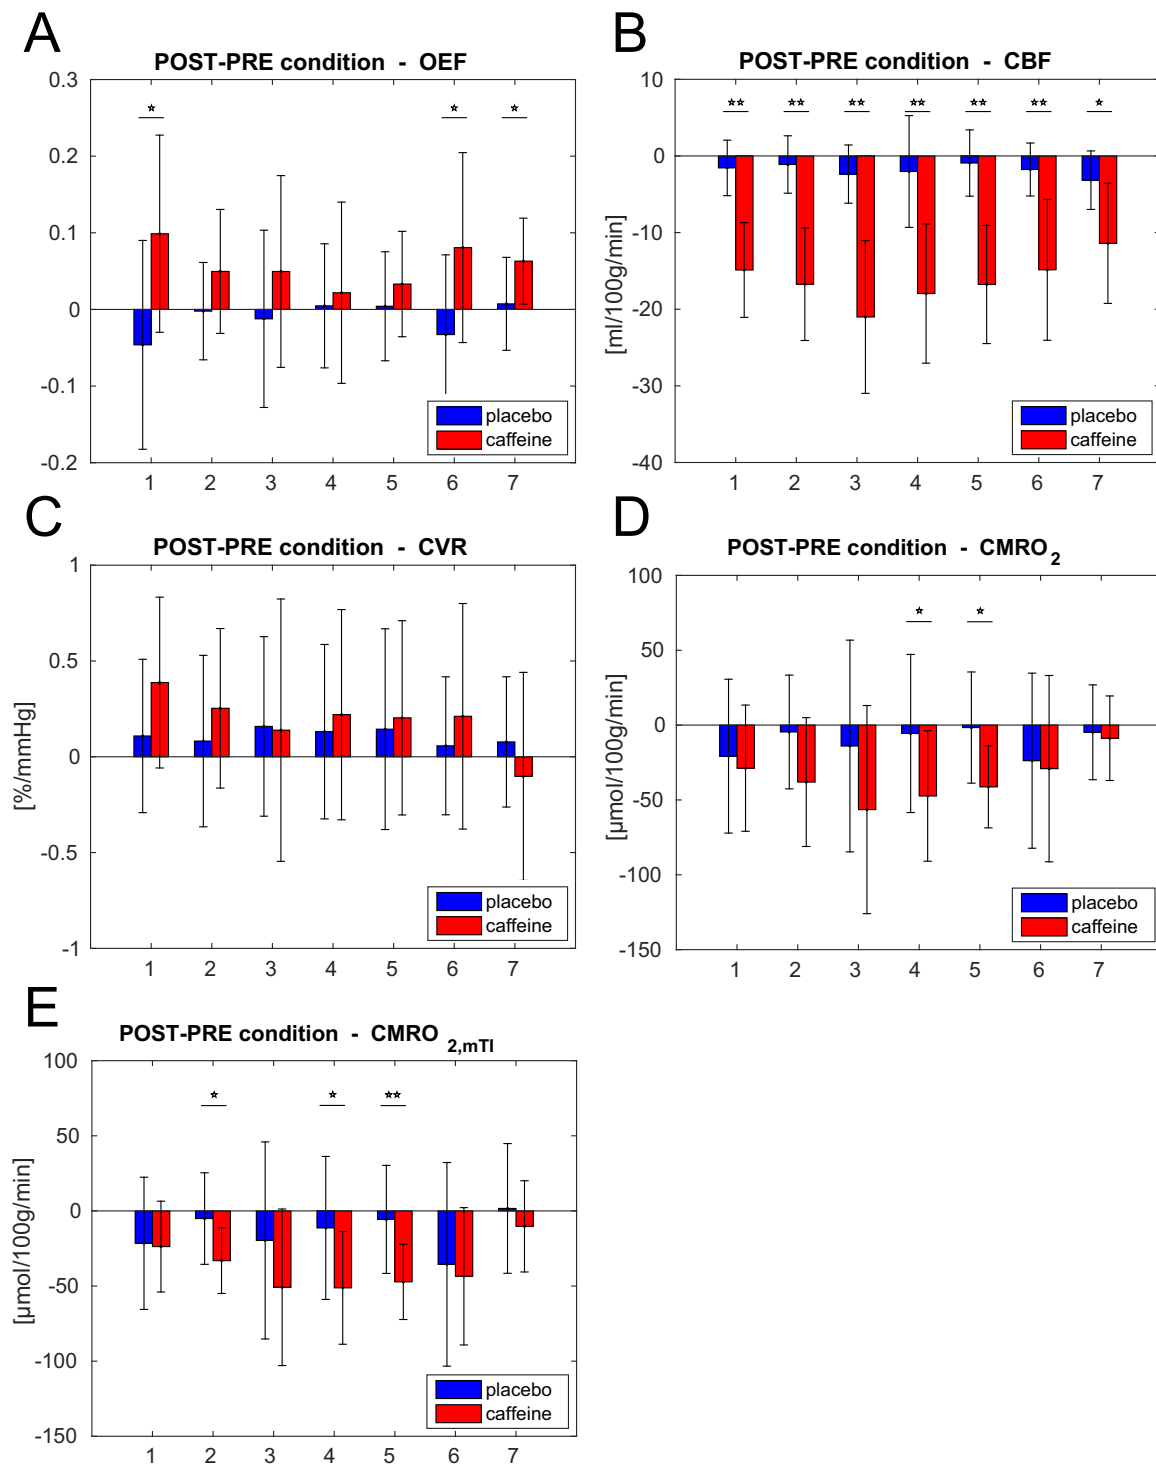 A
POST-PRE condition - OEF
0.3
0.2
0.1
0
-0.1
-0.2
1 2 3 4 5 6 7
placebo
caffeine
B
POST-PRE condition - CBF
[ml/100g/min]
10
0
-10
-20
-30
-40
1 2 3 4 5 6 7
placebo
caffeine
C
POST-PRE condition - CVR
[%/mmHg]
1
0.5
0
-0.5
-1
1 2 3 4 5 6 7
placebo
caffeine
D
POST-PRE condition - CMRO2
[µmol/100g/min]
100
50
0
-50
-100
-150
1 2 3 4 5 6 7
placebo
caffeine
E
POST-PRE condition - CMRO 2,mTI
[µmol/100g/min]
100
50
0
-50
-100
-150
1 2 3 4 5 6 7
placebo
caffeine